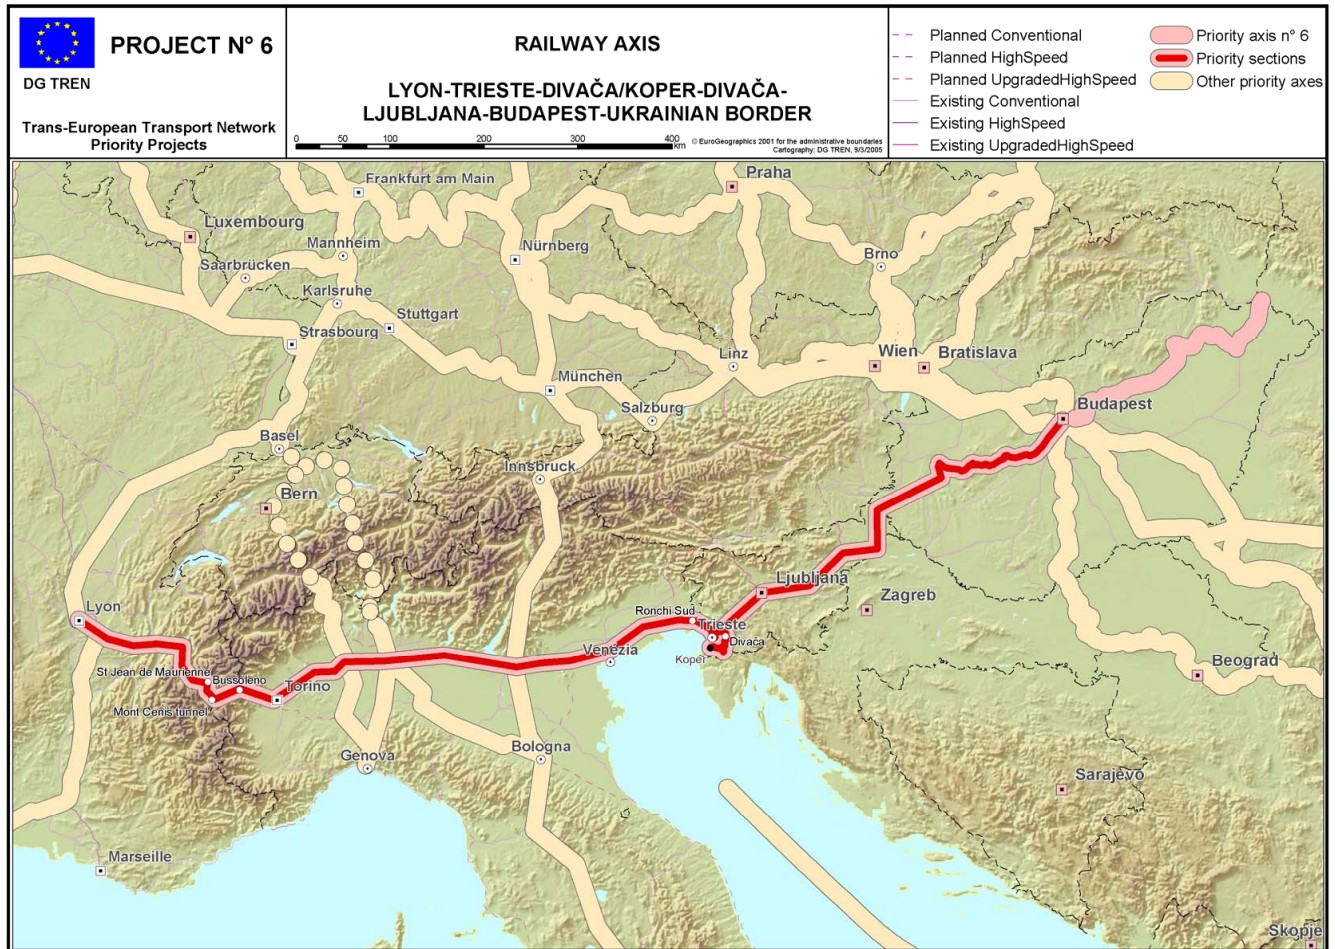 PROJECT N° 6
DG TREN
Trans-European Transport Network
Priority Projects
RAILWAY AXIS
LYON-TRIESTE-DIVAČA/KOPER-DIVAČA-
LJUBLJANA-BUDAPEST-UKRAINIAN BORDER
0 50 100 200 300 400
km
© EuroGeographics 2001 for the administrative boundaries
Cartography: DG TREN, 9/3/2005
Planned Conventional
Planned HighSpeed
Planned UpgradedHighSpeed
Existing Conventional
Existing HighSpeed
Existing UpgradedHighSpeed
Priority axis n° 6
Priority sections
Other priority axes
Frankfurt am Main
Praha
Luxembourg
Mannheim
Nürnberg
Brno
Saarbrücken
Karlsruhe
Stuttgart
Strasbourg
Linz
Wien
Bratislava
München
Salzburg
Budapest
Basel
Innsbruck
Bern
Ljubljana
Zagreb
Lyon
Ronchi Sud
Trieste
Divača
Venezia
Koper
Beograd
St Jean de Maurienne
Bussoleno
Torino
Mont Cenis tunnel
Genova
Bologna
Sarajevo
Marseille
Skopje